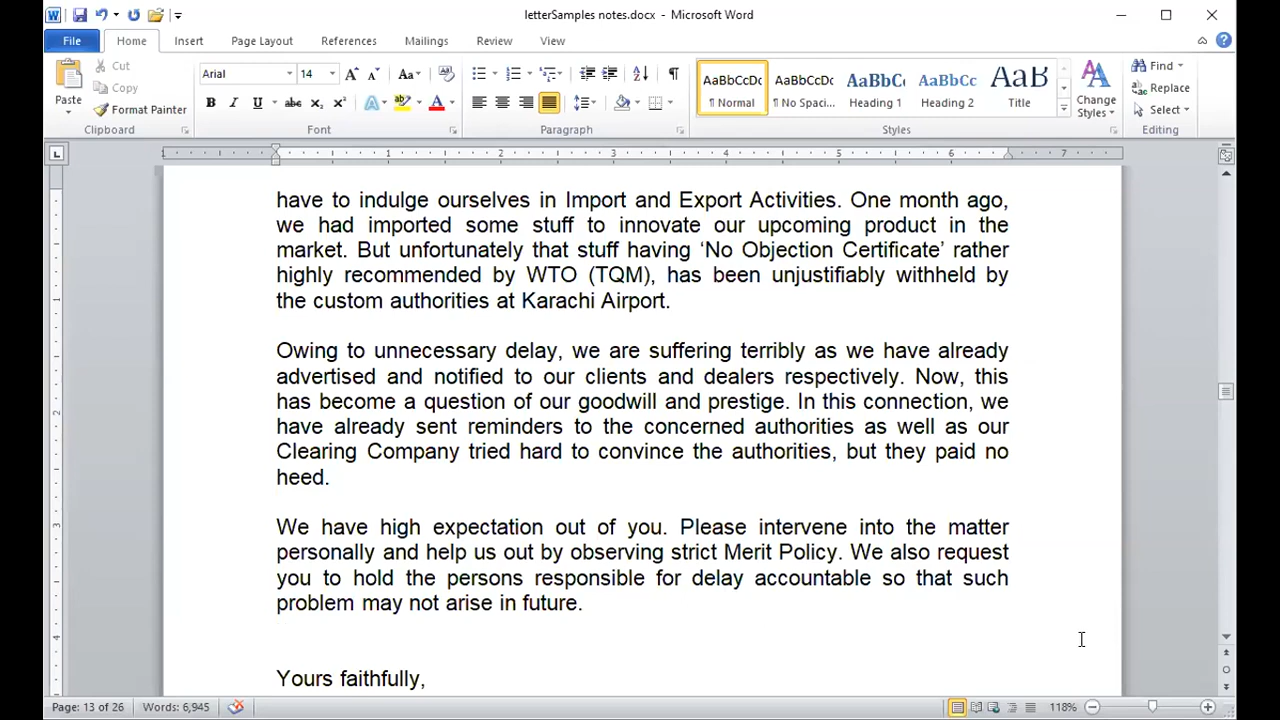 letterSamples notes.docx - Microsoft Word
File Home Insert Page Layout References Mailings Review View
Paste
Cut
Copy
Format Painter
Clipboard
Arial 14
Font
Paragraph
AaBbCcDc ¶ Normal
AaBbCcDc ¶ No Spaci...
AaBbC Heading 1
AaBbCc Heading 2
AaB Title
Change Styles
Styles
Find
Replace
Select
Editing
1 1 2 3 4 5 6 7
have to indulge ourselves in Import and Export Activities. One month ago,
we had imported some stuff to innovate our upcoming product in the
market. But unfortunately that stuff having ‘No Objection Certificate’ rather
highly recommended by WTO (TQM), has been unjustifiably withheld by
the custom authorities at Karachi Airport.
Owing to unnecessary delay, we are suffering terribly as we have already
advertised and notified to our clients and dealers respectively. Now, this
has become a question of our goodwill and prestige. In this connection, we
have already sent reminders to the concerned authorities as well as our
Clearing Company tried hard to convince the authorities, but they paid no
heed.
We have high expectation out of you. Please intervene into the matter
personally and help us out by observing strict Merit Policy. We also request
you to hold the persons responsible for delay accountable so that such
problem may not arise in future.
Yours faithfully,
Page: 13 of 26 Words: 6,945 118%